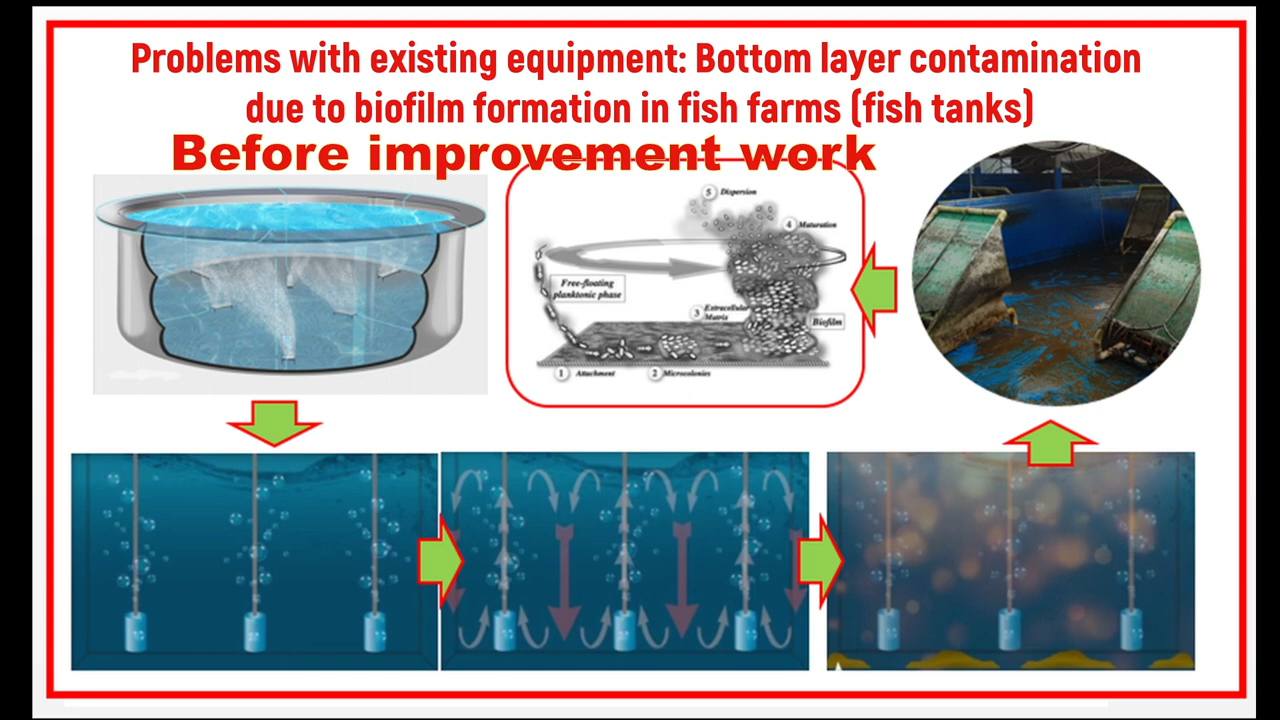 Problems with existing equipment: Bottom layer contamination
due to biofilm formation in fish farms (fish tanks)
Before improvement work
5 Dispersion
4 Maturation
Free-floating
planktonic phase
3 Extracellular
Matrix
Biofilm
1 Attachment
2 Microcolonies